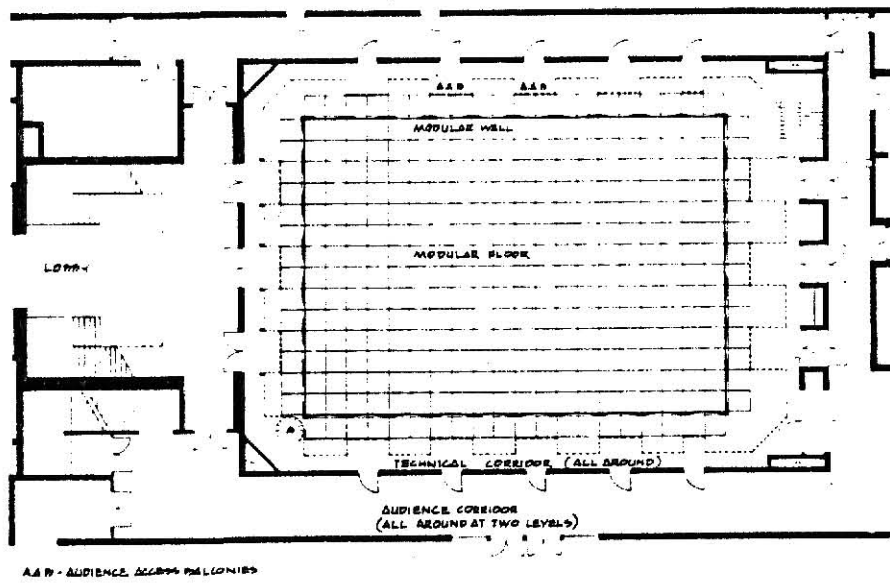 AAB AAB
MODULAR WELL
MODULAR FLOOR
LOBBY
A
TECHNICAL CORRIDOR (ALL AROUND)
AUDIENCE CORRIDOR
(ALL AROUND AT TWO LEVELS)
AAB - AUDIENCE ACCESS BALCONIES